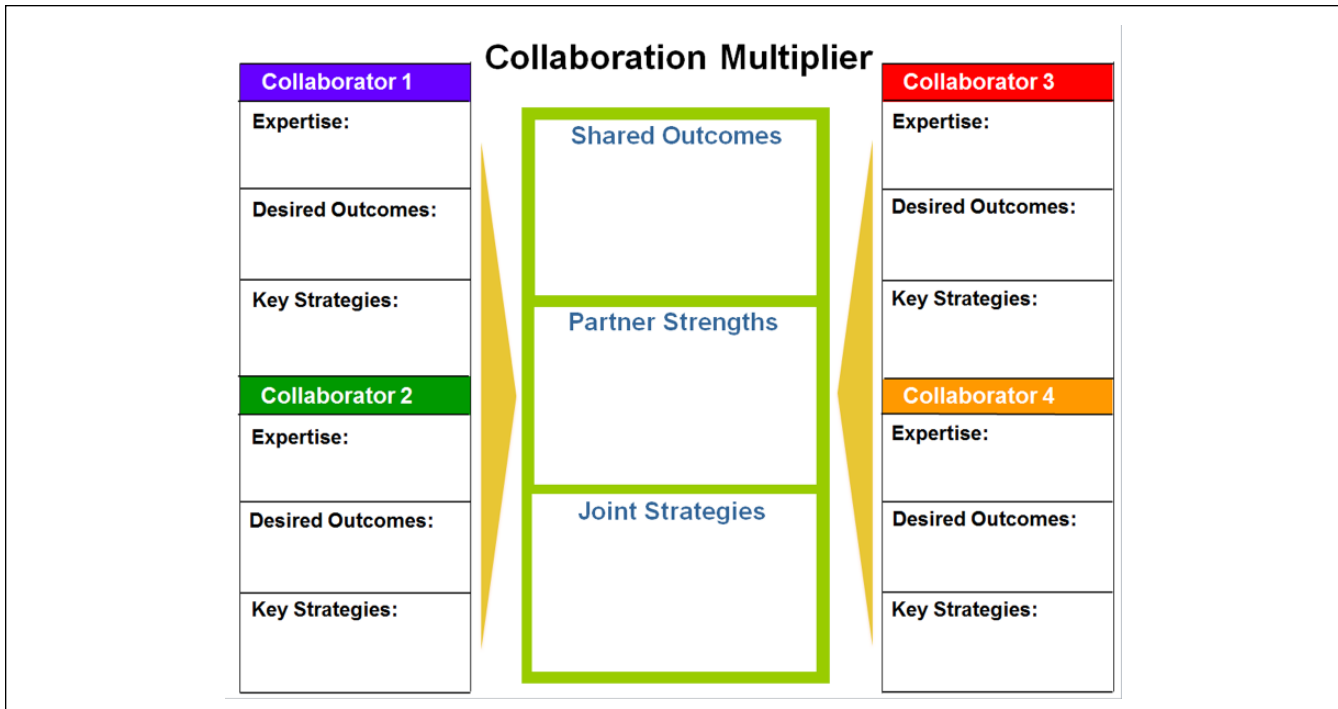 Collaboration Multiplier
Collaborator 1
Expertise:
Desired Outcomes:
Key Strategies:
Collaborator 2
Expertise:
Desired Outcomes:
Key Strategies:
Shared Outcomes
Partner Strengths
Joint Strategies
Collaborator 3
Expertise:
Desired Outcomes:
Key Strategies:
Collaborator 4
Expertise:
Desired Outcomes:
Key Strategies: